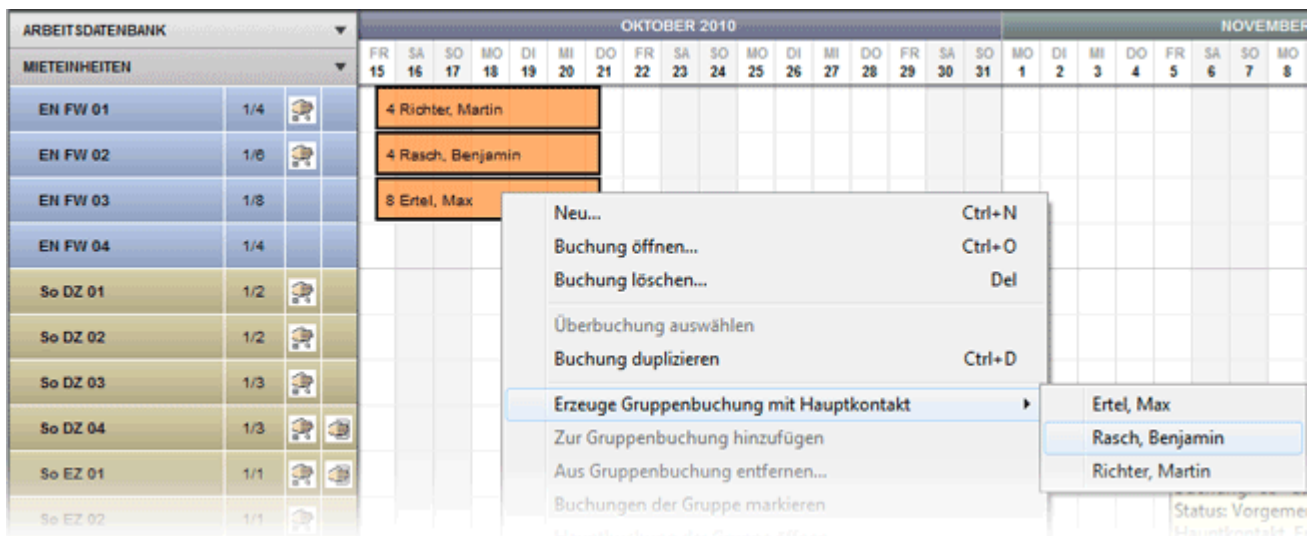 ARBEITSDATENBANK
OKTOBER 2010 NOVEMBER
MIETEINHEITEN
FR SA SO MO DI MI DO FR SA SO MO DI MI DO FR SA SO MO DI MI DO FR SA SO MO
15 16 17 18 19 20 21 22 23 24 25 26 27 28 29 30 31 1 2 3 4 5 6 7 8
EN FW 01 1/4 4 Richter, Martin
EN FW 02 1/6 4 Rasch, Benjamin
EN FW 03 1/8 8 Ertel, Max
Neu... Ctrl+N
EN FW 04 1/4
Buchung öffnen... Ctrl+O
Buchung löschen... Del
So DZ 01 1/2
Überbuchung auswählen
So DZ 02 1/2
Buchung duplizieren Ctrl+D
So DZ 03 1/3
Erzeuge Gruppenbuchung mit Hauptkontakt
Ertel, Max
So DZ 04 1/3
Zur Gruppenbuchung hinzufügen
Rasch, Benjamin
So EZ 01 1/1
Aus Gruppenbuchung entfernen...
Richter, Martin
Buchungen der Gruppe markieren
So EZ 02 1/1
Status: Vorgeme